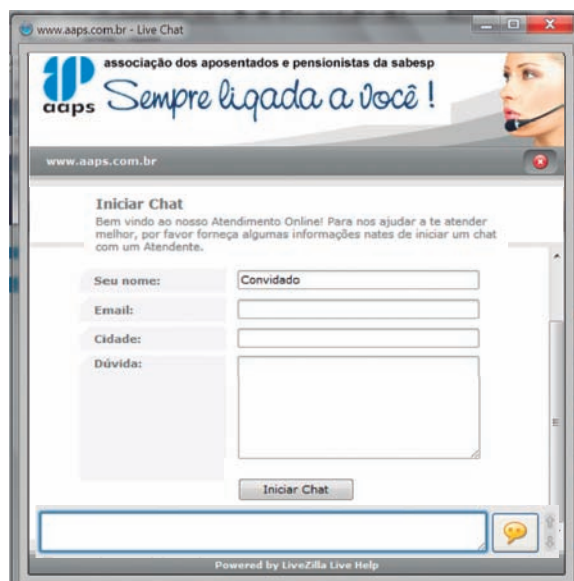 www.aaps.com.br - Live Chat
associação dos aposentados e pensionistas da sabesp
aaps
Sempre ligada a você !
www.aaps.com.br
Iniciar Chat
Bem vindo ao nosso Atendimento Online! Para nos ajudar a te atender
melhor, por favor forneça algumas informações nates de iniciar um chat
com um Atendente.
Seu nome:
Convidado
Email:
Cidade:
Dúvida:
Iniciar Chat
Powered by LiveZilla Live Help